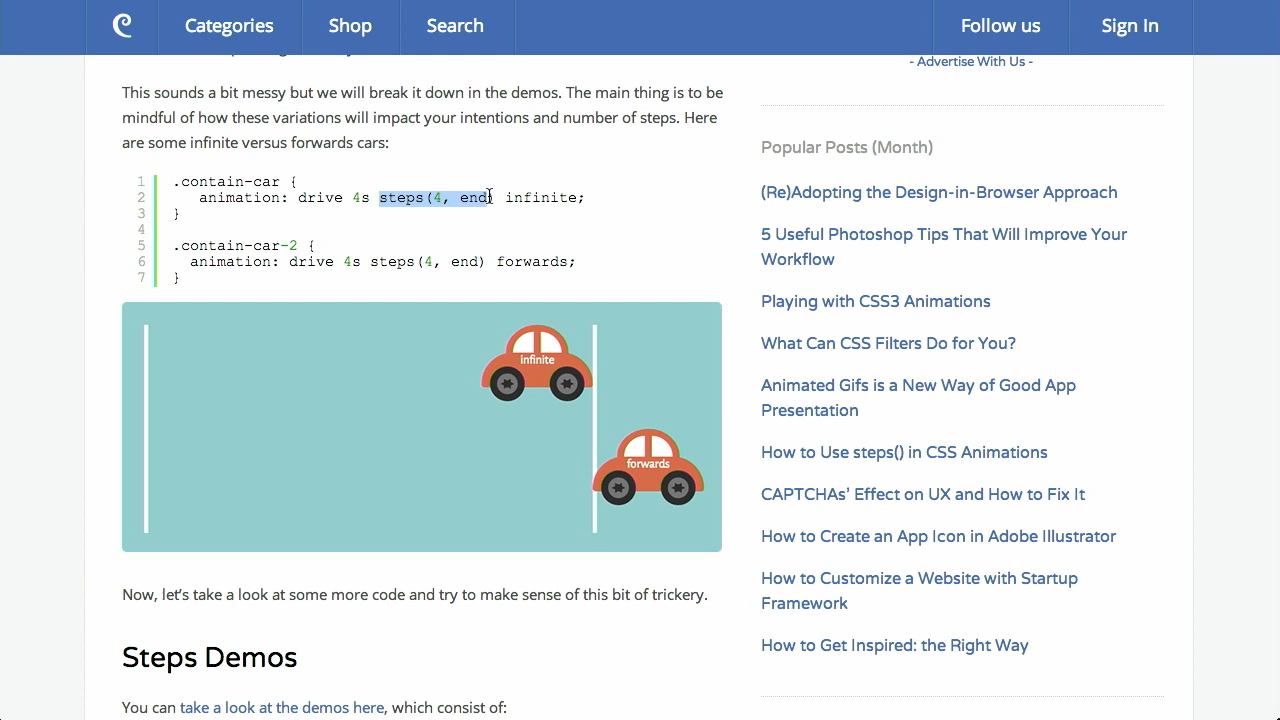 Categories
Shop
Search
Follow us
Sign In
- Advertise With Us -
This sounds a bit messy but we will break it down in the demos. The main thing is to be
mindful of how these variations will impact your intentions and number of steps. Here
are some infinite versus forwards cars:
1 .contain-car {
2 animation: drive 4s steps(4, end) infinite;
3 }
4
5 .contain-car-2 {
6 animation: drive 4s steps(4, end) forwards;
7 }
infinite
forwards
Now, let's take a look at some more code and try to make sense of this bit of trickery.
Steps Demos
You can take a look at the demos here, which consist of:
Popular Posts (Month)
(Re)Adopting the Design-in-Browser Approach
5 Useful Photoshop Tips That Will Improve Your
Workflow
Playing with CSS3 Animations
What Can CSS Filters Do for You?
Animated Gifs is a New Way of Good App
Presentation
How to Use steps() in CSS Animations
CAPTCHAs' Effect on UX and How to Fix It
How to Create an App Icon in Adobe Illustrator
How to Customize a Website with Startup
Framework
How to Get Inspired: the Right Way